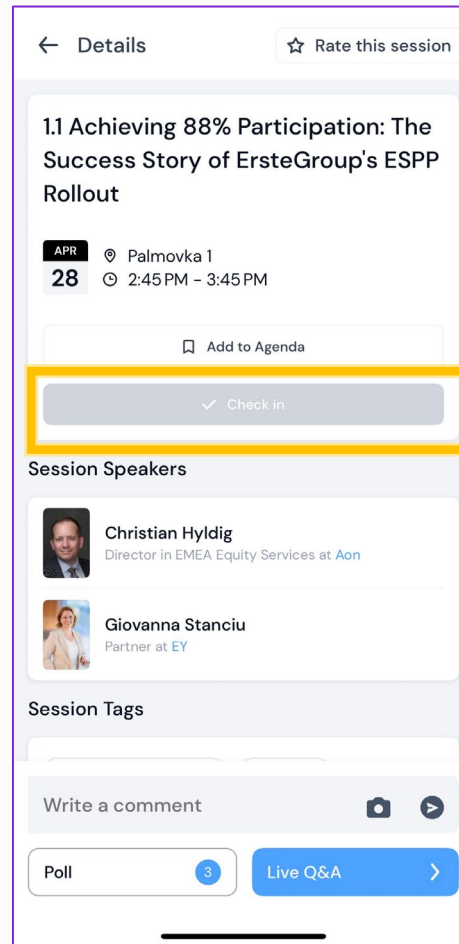 Details
Rate this session
1.1 Achieving 88% Participation: The
Success Story of ErsteGroup's ESPP
Rollout
APR
28
Palmovka 1
2:45 PM – 3:45 PM
Add to Agenda
Check in
Session Speakers
Christian Hyldig
Director in EMEA Equity Services at Aon
Giovanna Stanciu
Partner at EY
Session Tags
Write a comment
Poll
3
Live Q&A